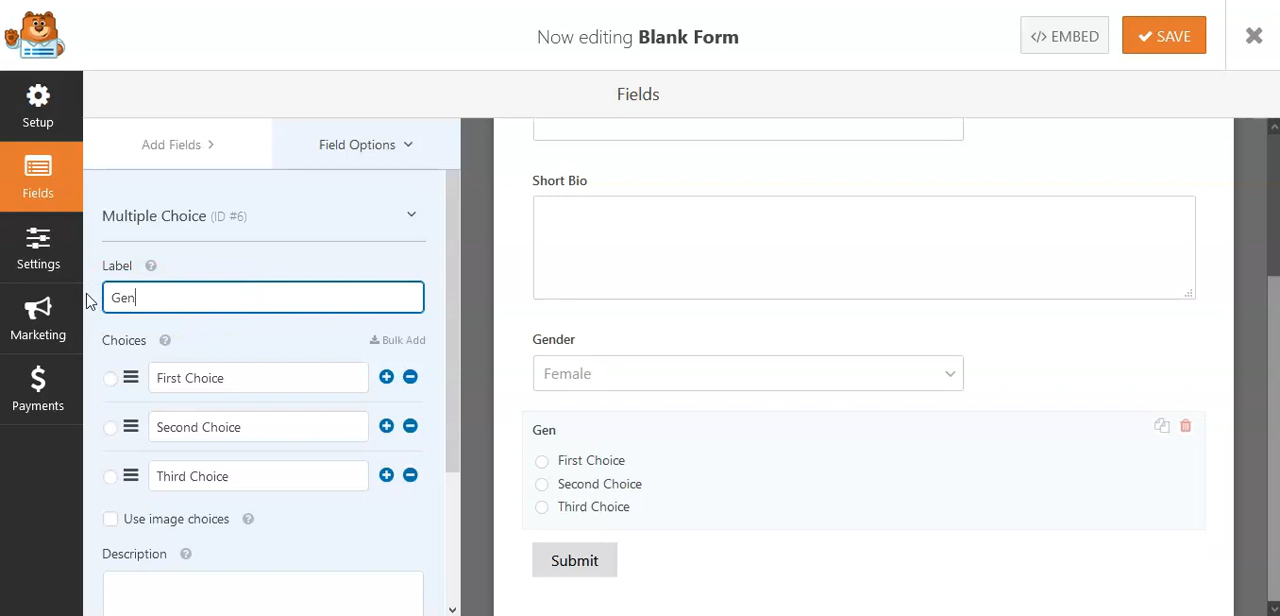 Now editing Blank Form
</> EMBED
SAVE
Setup
Fields
Settings
Marketing
Payments
Fields
Add Fields
Field Options
Multiple Choice (ID #6)
Label
Gen
Choices
Bulk Add
First Choice
Second Choice
Third Choice
Use image choices
Description
Short Bio
Gender
Female
Gen
First Choice
Second Choice
Third Choice
Submit